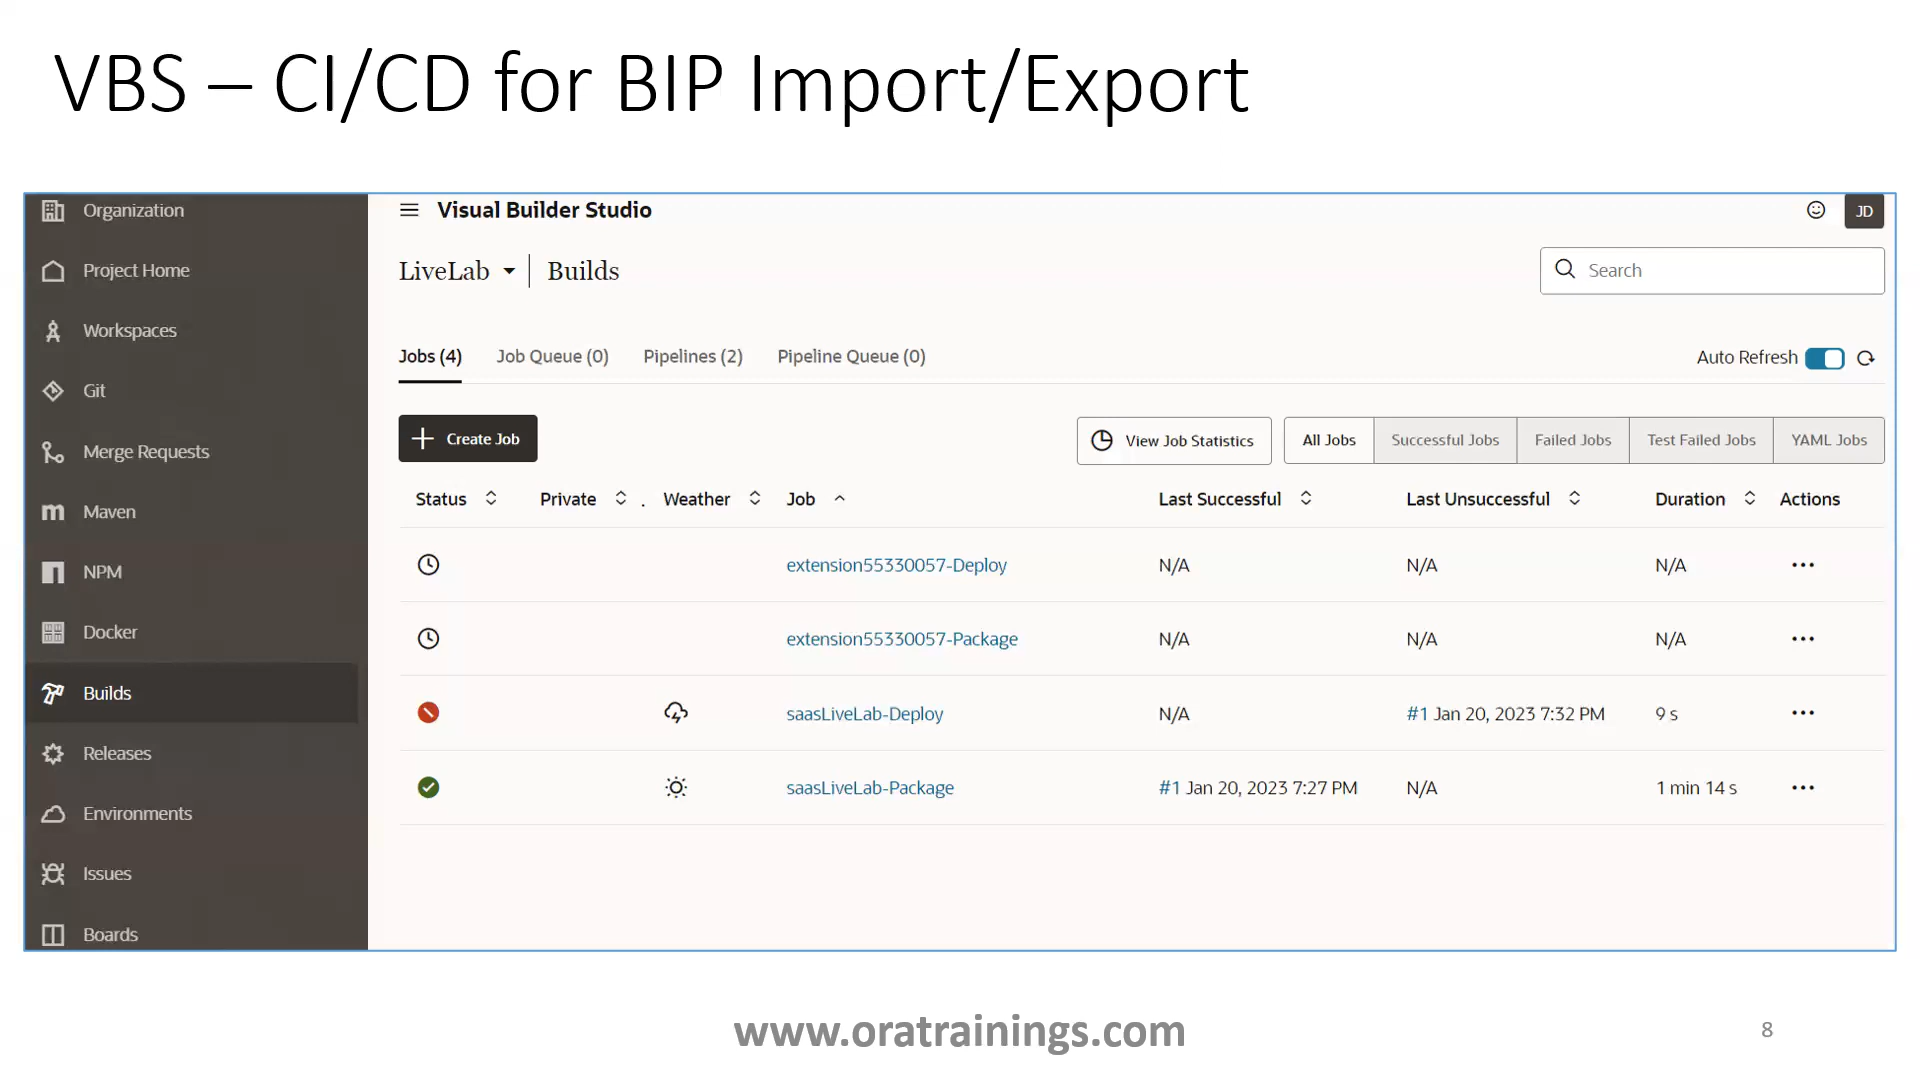 VBS – CI/CD for BIP Import/Export
Organization
Project Home
Workspaces
Git
Merge Requests
Maven
NPM
Docker
Builds
Releases
Environments
Issues
Boards
Visual Builder Studio
JD
LiveLab | Builds
Search
Jobs (4) Job Queue (0) Pipelines (2) Pipeline Queue (0)
Auto Refresh
+ Create Job
View Job Statistics
All Jobs Successful Jobs Failed Jobs Test Failed Jobs YAML Jobs
Status Private . Weather Job Last Successful Last Unsuccessful Duration Actions
extension55330057-Deploy N/A N/A N/A ...
extension55330057-Package N/A N/A N/A ...
saasLiveLab-Deploy N/A #1 Jan 20, 2023 7:32 PM 9 s ...
saasLiveLab-Package #1 Jan 20, 2023 7:27 PM N/A 1 min 14 s ...
www.oratrainings.com
8